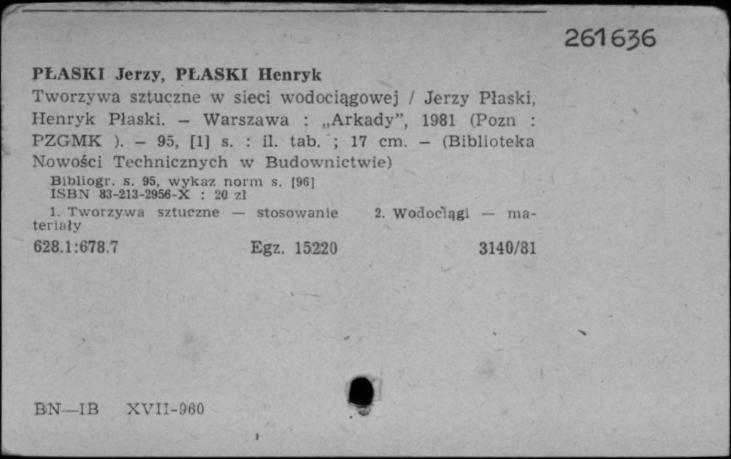 261636
PŁASKI Jerzy, PŁASKI Henryk
Tworzywa sztuczne w sieci wodociągowej / Jerzy Płaski,
Henryk Płaski. — Warszawa : „Arkady”, 1981 (Pozn :
PZGMK ). — 95, [1] s. : il. tab. ; 17 cm. — (Biblioteka
Nowości Technicznych w Budownictwie)
Bibliogr. s. 95, wykaz norm s. [96]
ISBN 83-213-2956-X : 20 zł
1. Tworzywa sztuczne — stosowanie 2. Wodociągi — ma-
teriały
628.1:678.7 Egz. 15220 3140/81
BN—IB XVII-960